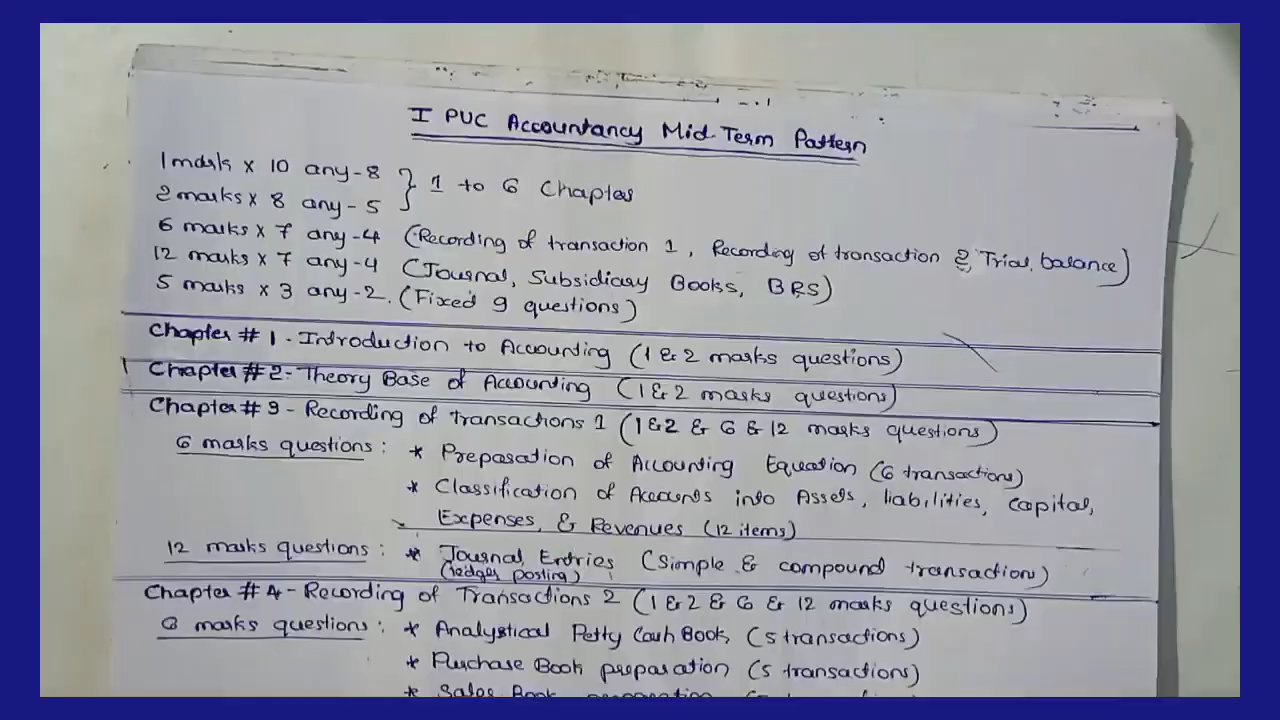 I PUC Accountancy Mid Term Pattern
1 mark x 10 any - 8
2 marks x 8 any - 5 } 1 to 6 Chapters
6 marks x 7 any - 4 (Recording of transaction 1, Recording of transaction 2, Trial balance)
12 marks x 7 any - 4 (Journal, Subsidiary Books, BRS)
5 marks x 3 any - 2. (Fixed 3 questions)
Chapter # 1 - Introduction to Accounting (1 & 2 marks questions)
Chapter # 2 - Theory Base of Accounting (1 & 2 marks questions)
Chapter # 3 - Recording of transactions 1 (1 & 2 & 6 & 12 marks questions)
6 marks questions : * Preparation of Accounting Equation (6 transactions)
* Classification of Accounts into Assets, liabilities, capital,
Expenses, & Revenues (12 items)
12 marks questions : * Journal Entries (Simple & compound transaction)
(ledger posting)
Chapter # 4 - Recording of Transactions 2 (1 & 2 & 6 & 12 marks questions)
6 marks questions : * Analystical Petty Cash Book (5 transactions)
* Purchase Book preparation (5 transactions)
* Sales Book